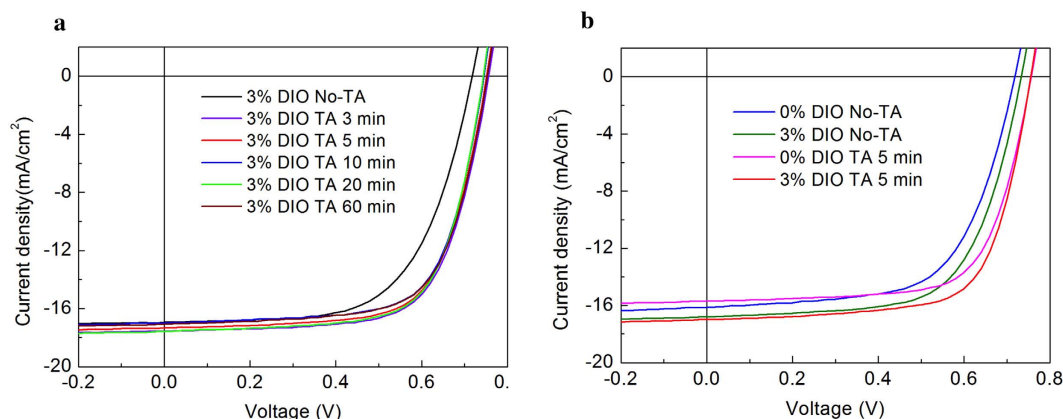 a
Current density(mA/cm²)
0
-4
-8
-12
-16
-20
3% DIO No-TA
3% DIO TA 3 min
3% DIO TA 5 min
3% DIO TA 10 min
3% DIO TA 20 min
3% DIO TA 60 min
-0.2 0.0 0.2 0.4 0.6 0.
Voltage (V)
b
Current density (mA/cm²)
0
-4
-8
-12
-16
-20
0% DIO No-TA
3% DIO No-TA
0% DIO TA 5 min
3% DIO TA 5 min
-0.2 0.0 0.2 0.4 0.6 0.8
Voltage (V)